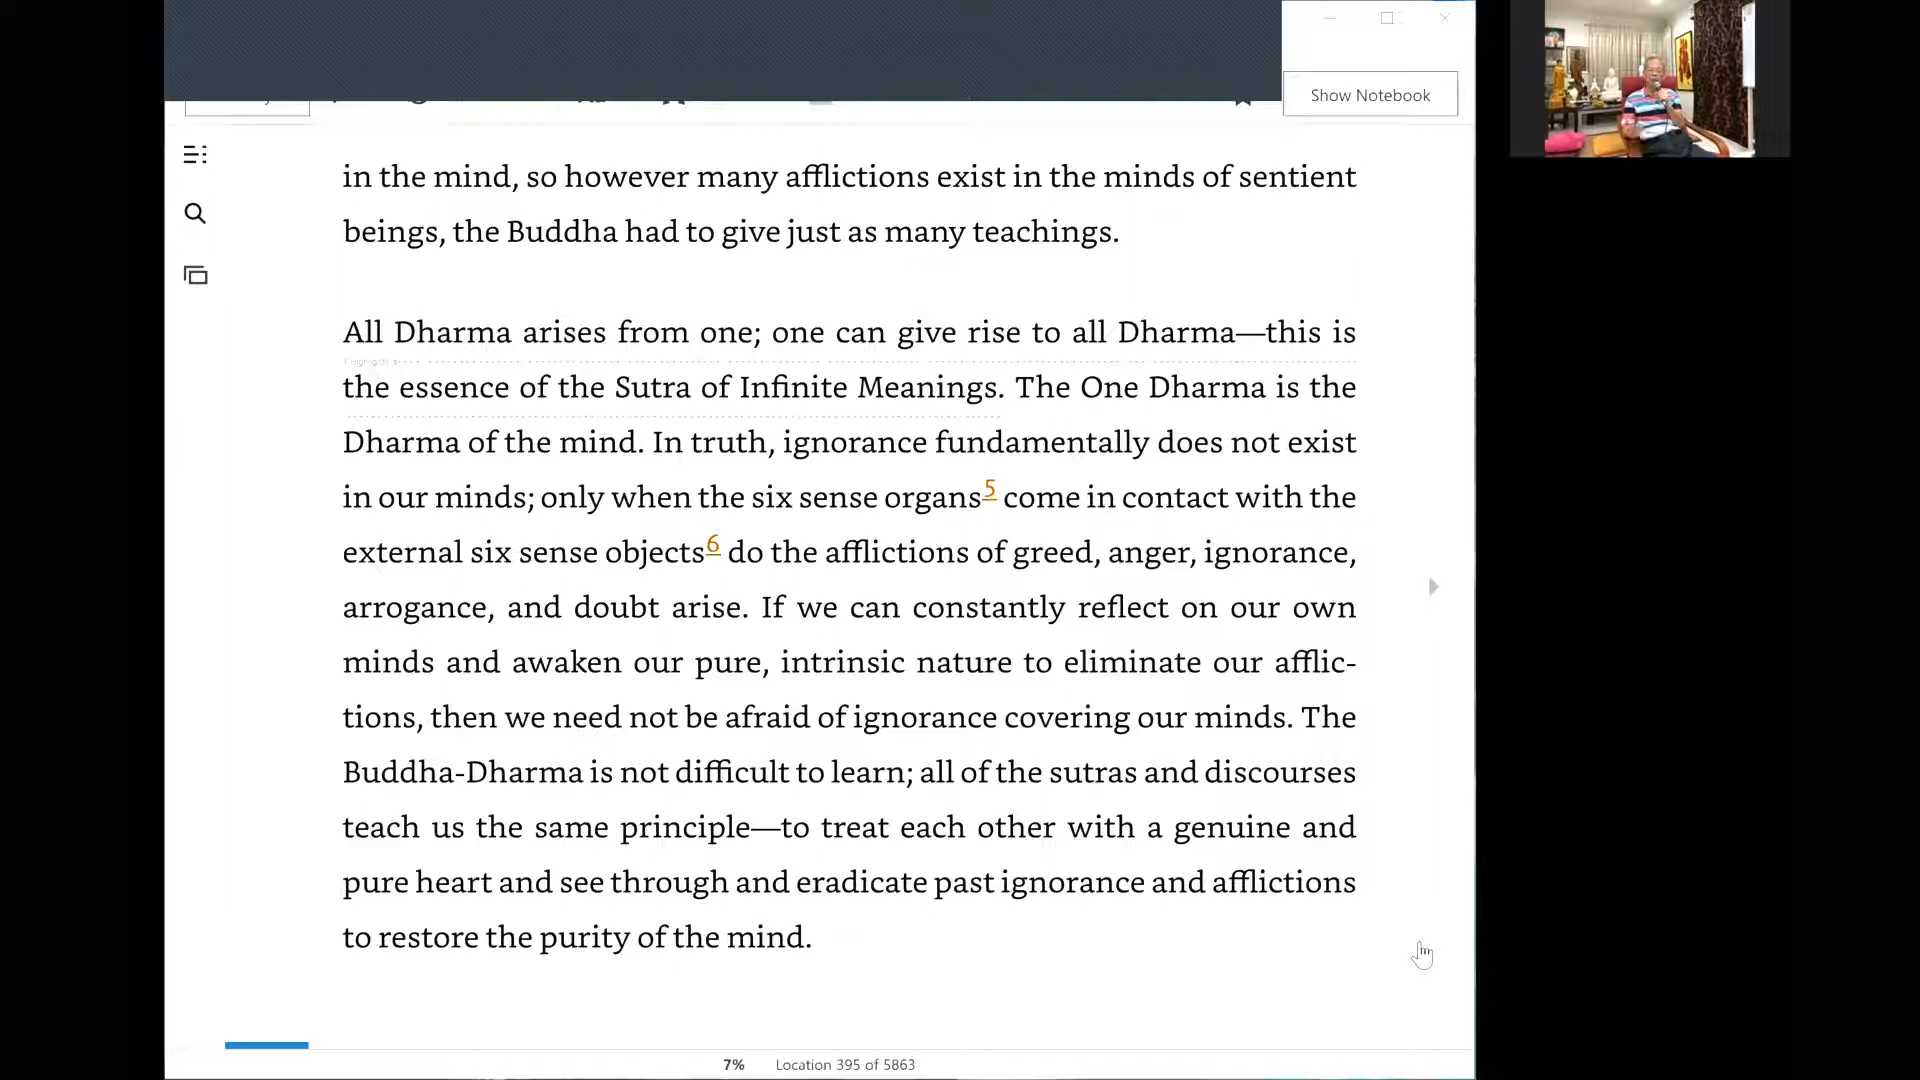 Show Notebook
in the mind, so however many afflictions exist in the minds of sentient
beings, the Buddha had to give just as many teachings.
All Dharma arises from one; one can give rise to all Dharma—this is
the essence of the Sutra of Infinite Meanings. The One Dharma is the
Dharma of the mind. In truth, ignorance fundamentally does not exist
in our minds; only when the six sense organs5 come in contact with the
external six sense objects6 do the afflictions of greed, anger, ignorance,
arrogance, and doubt arise. If we can constantly reflect on our own
minds and awaken our pure, intrinsic nature to eliminate our afflic-
tions, then we need not be afraid of ignorance covering our minds. The
Buddha-Dharma is not difficult to learn; all of the sutras and discourses
teach us the same principle—to treat each other with a genuine and
pure heart and see through and eradicate past ignorance and afflictions
to restore the purity of the mind.
7% Location 395 of 5863